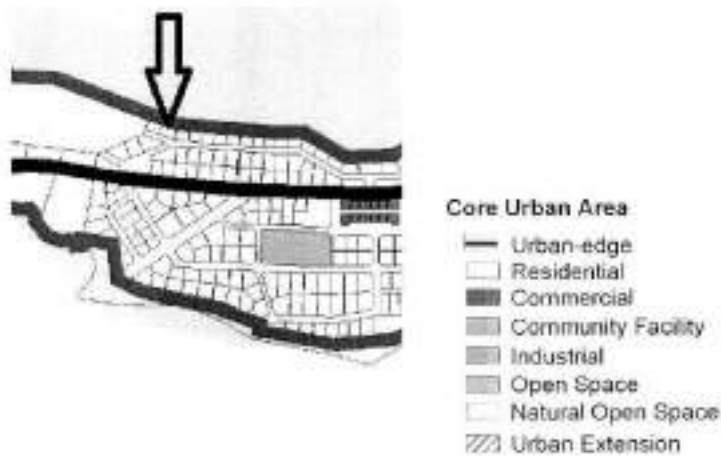 Core Urban Area
Urban-edge
Residential
Commercial
Community Facility
Industrial
Open Space
Natural Open Space
Urban Extension